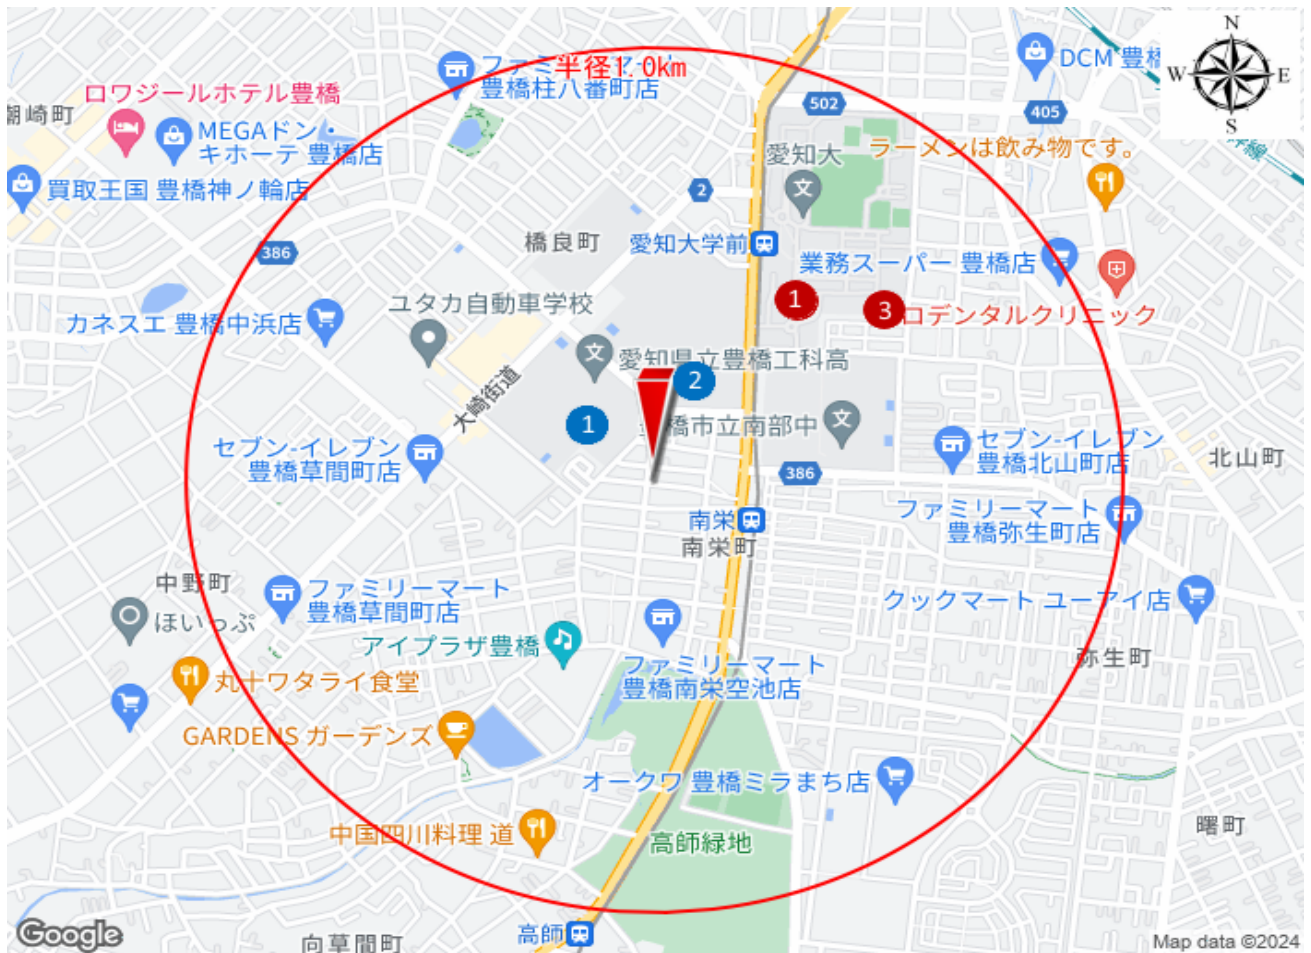 半径1.0km
ファミリーマート
豊橋柱八番町店
N
W
E
S
DCM 豊橋
ロワジールホテル豊橋
潮崎町
MEGAドン・
キホーテ 豊橋店
買取王国 豊橋神ノ輪店
502
405
愛知大
ラーメンは飲み物です。
2
橋良町
愛知大学前
386
業務スーパー 豊橋店
ユタカ自動車学校
カネスエ 豊橋中浜店
1
3
ロデンタルクリニック
愛知県立豊橋工科高
2
大崎街道
1
橋市立南部中
セブン-イレブン
豊橋草間町店
セブン-イレブン
豊橋北山町店
北山町
386
南栄
南栄町
ファミリーマート
豊橋弥生町店
中野町
ほいっぷ
ファミリーマート
豊橋草間町店
クックマート ユーアイ店
アイプラザ豊橋
ファミリーマート
豊橋南栄空池店
弥生町
丸十ワタライ食堂
GARDENS ガーデンズ
オークワ 豊橋ミラまち店
中国四川料理 道
高師緑地
曙町
Google
向草間町
高師
Map data ©2024